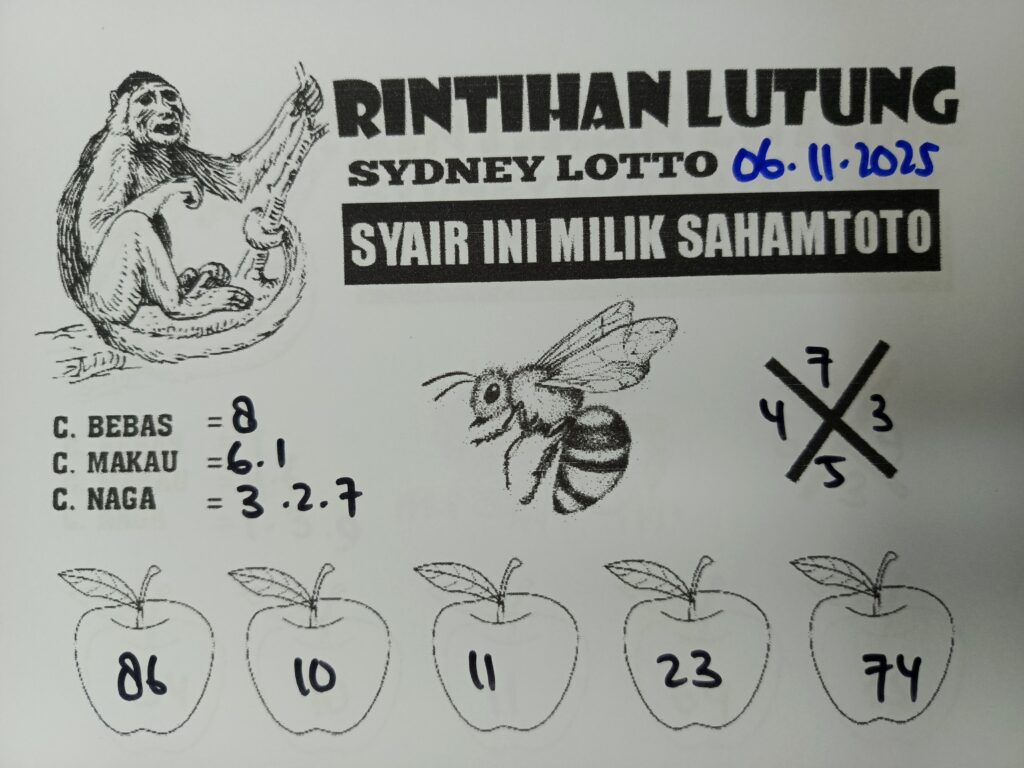 RINTIHAN LUTUNG
SYDNEY LOTTO 06.11.2025
SYAIR INI MILIK SAHAMTOTO
C. BEBAS = 8
C. MAKAU = 6.1
C. NAGA = 3.2.7
7
4 3
5
86 10 11 23 74